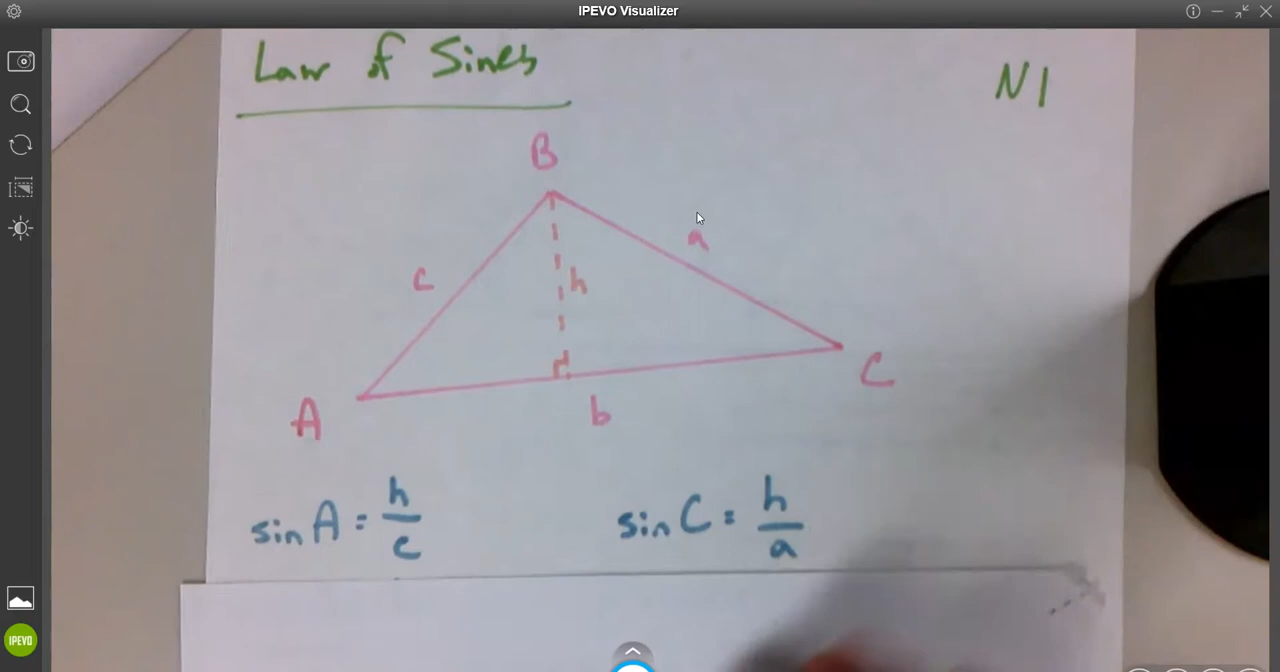 IPEVO Visualizer
Law of Sines
N1
B
c
a
h
A
b
C
sin A = h/c
sin C = h/a
IPEVO